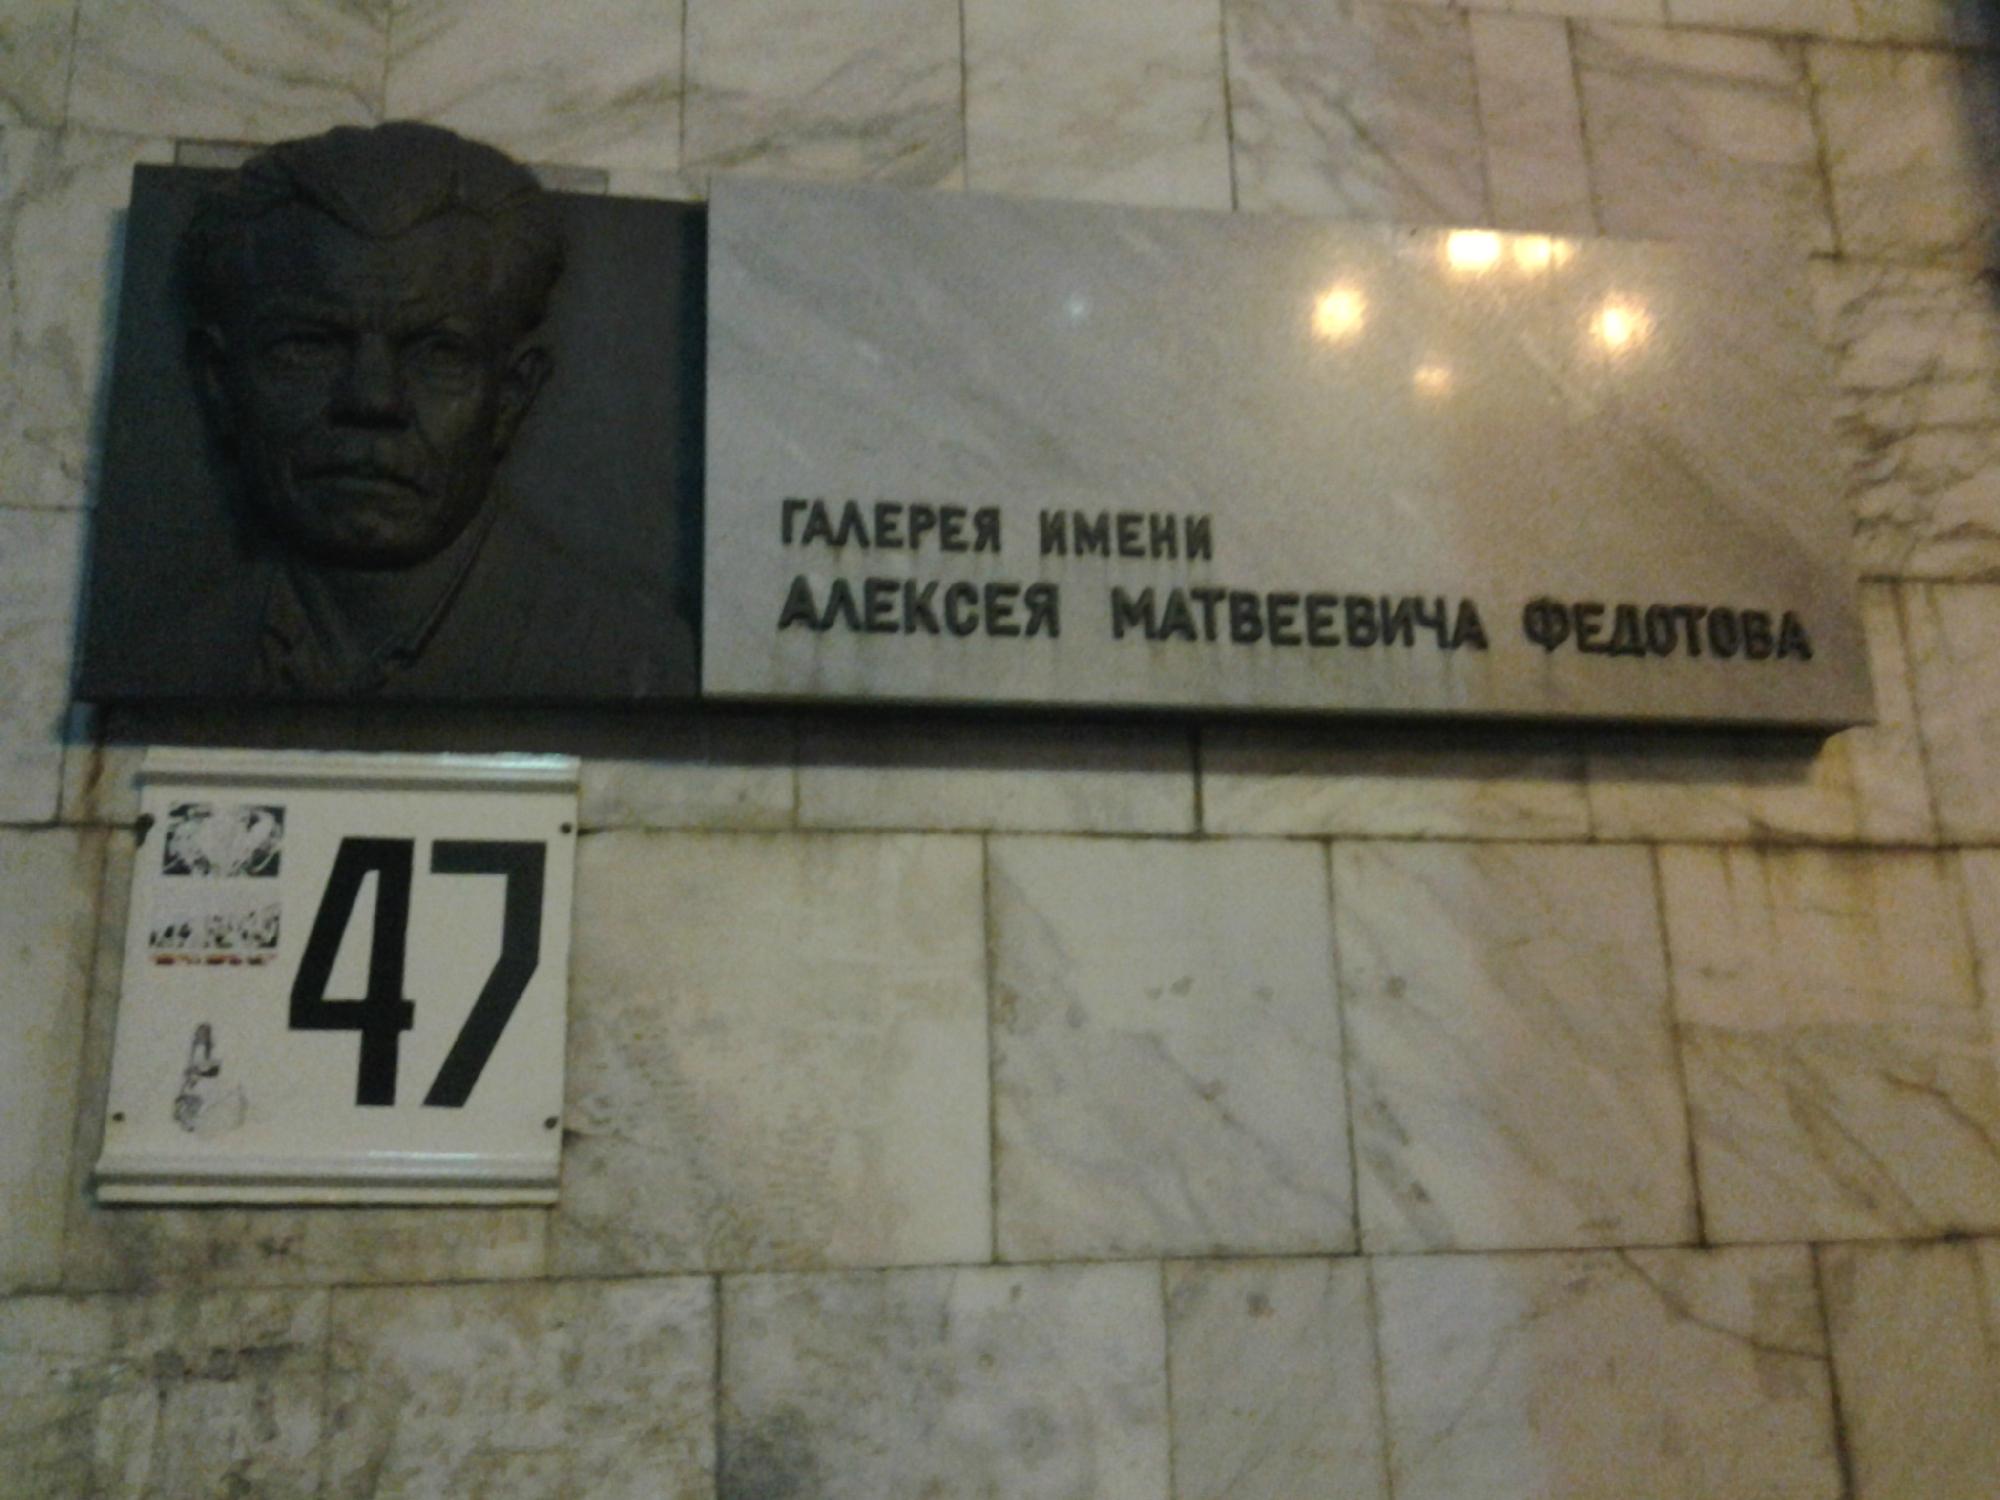 ГАЛЕРЕЯ ИМЕНИ
АЛЕКСЕЯ МАТВЕЕВИЧА ФЕДОТОВА
47